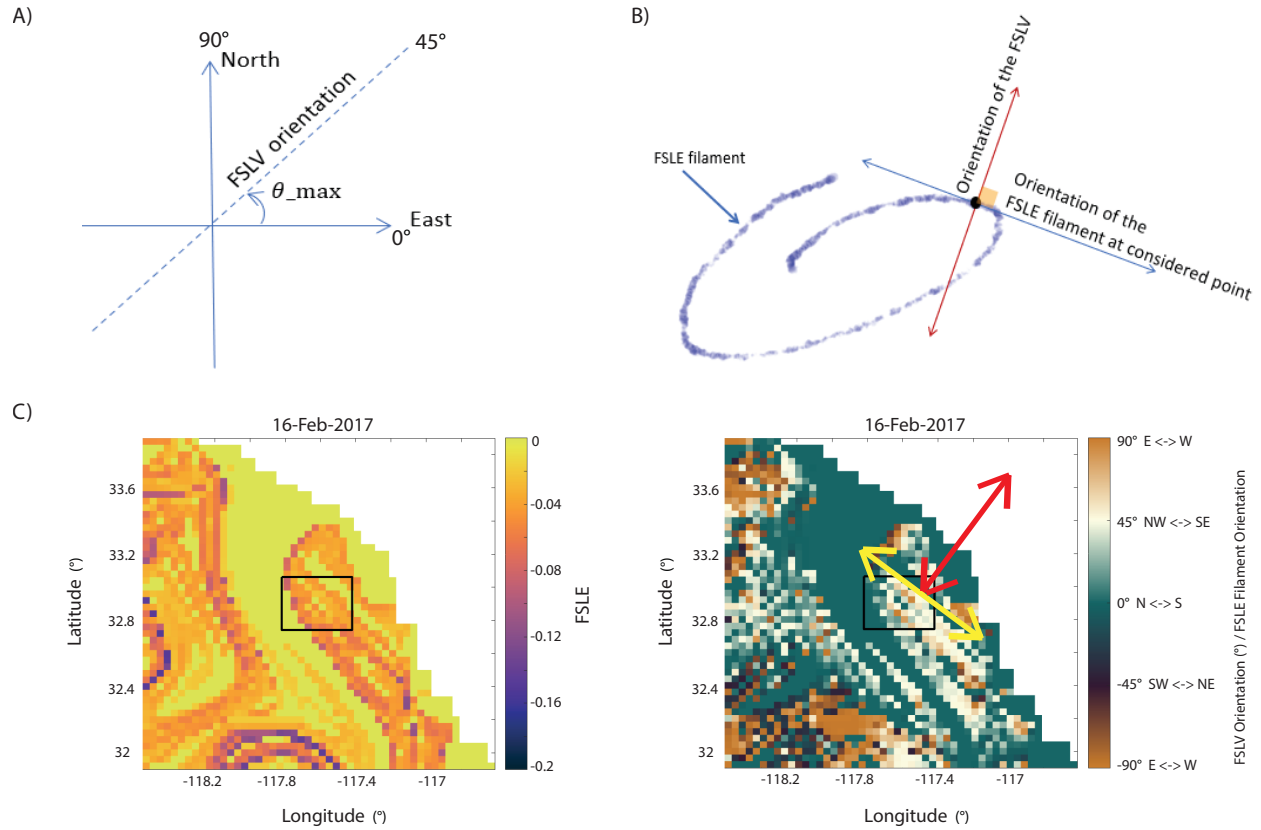 A)
90°
North
45°
FSLV orientation
θ_max
East
0°
B)
FSLE filament
Orientation of the FSLV
Orientation of the
FSLE filament at considered point
C)
16-Feb-2017
33.6
33.2
32.8
32.4
32
Latitude (°)
-118.2
-117.8
-117.4
-117
Longitude (°)
0
-0.04
-0.08
-0.12
-0.16
-0.2
FSLE
16-Feb-2017
33.6
33.2
32.8
32.4
32
Latitude (°)
-118.2
-117.8
-117.4
-117
Longitude (°)
90° E <-> W
45° NW <-> SE
0° N <-> S
-45° SW <-> NE
-90° E <-> W
FSLV Orientation (°) / FSLE Filament Orientation